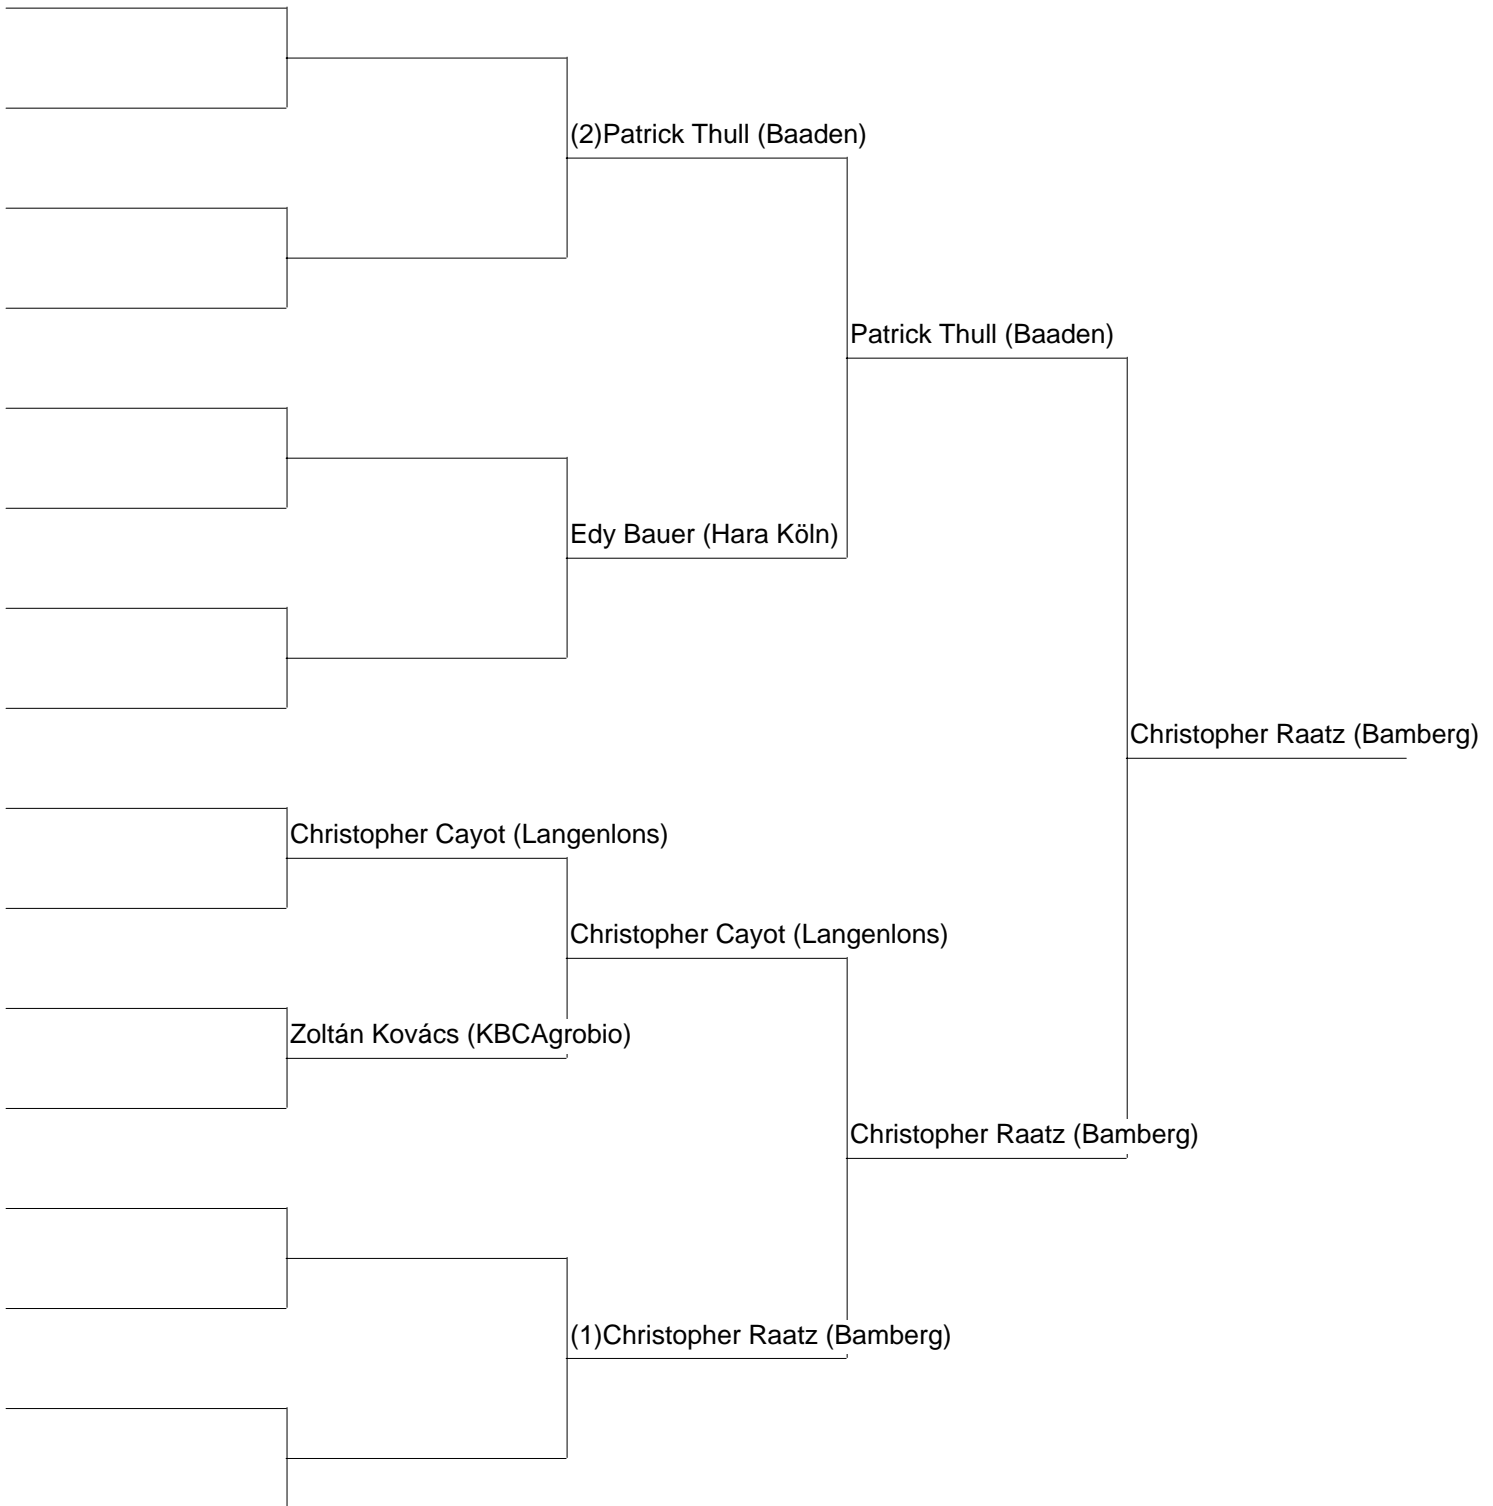 (2)Patrick Thull (Baaden)
Patrick Thull (Baaden)
Edy Bauer (Hara Köln)
Christopher Raatz (Bamberg)
Christopher Cayot (Langenlons)
Christopher Cayot (Langenlons)
Zoltán Kovács (KBCAgrobio)
Christopher Raatz (Bamberg)
(1)Christopher Raatz (Bamberg)